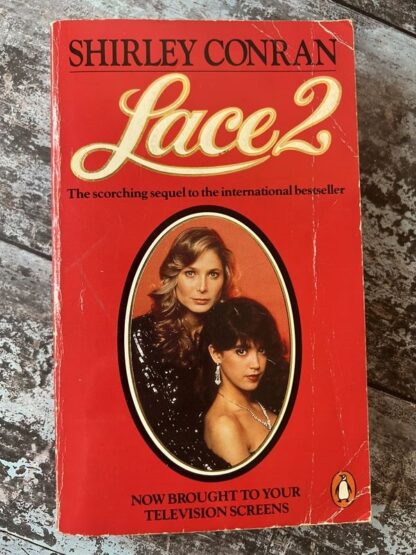 SHIRLEY CONRAN
Lace 2
The scorching sequel to the international bestseller
NOW BROUGHT TO YOUR
TELEVISION SCREENS